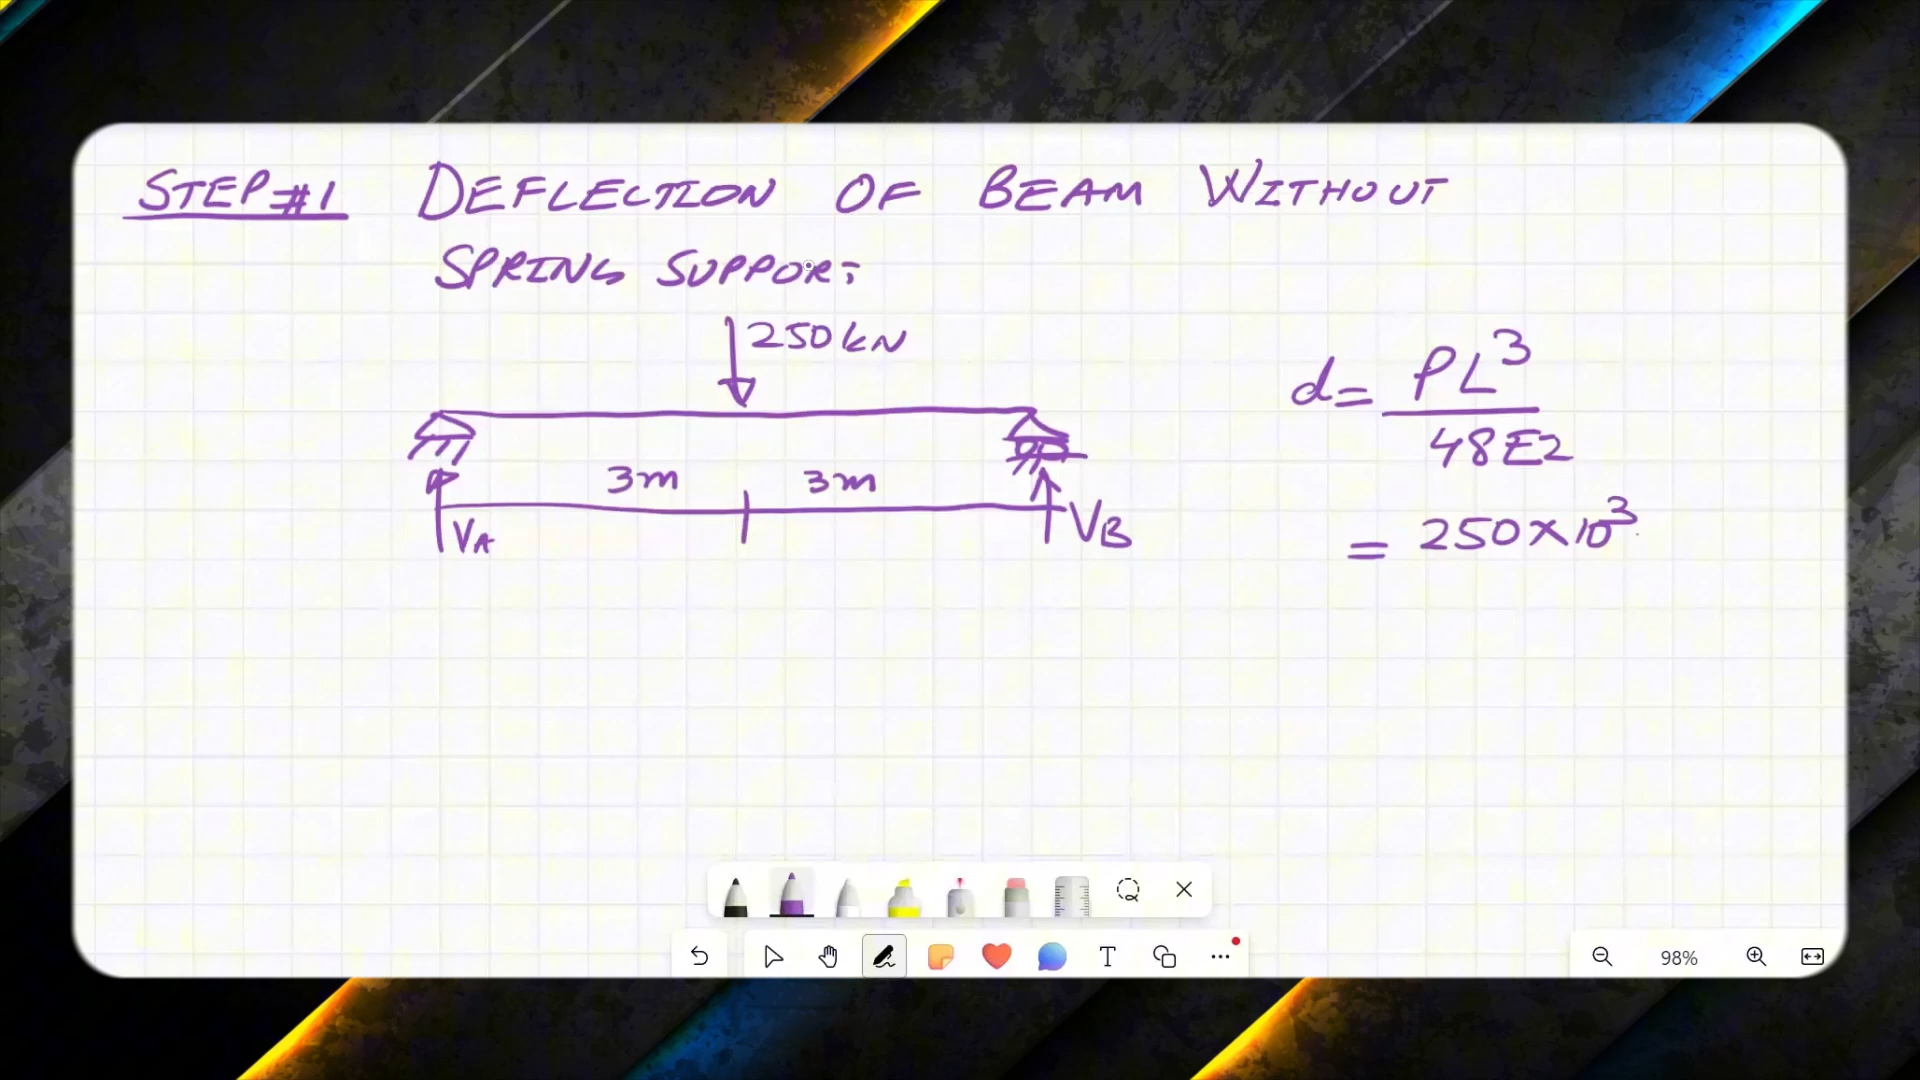 STEP#1 DEFLECTION OF BEAM WITHOUT
SPRING SUPPORT;
250kN
3m 3m
VA
VB
d= PL³
48EI
= 250×10³
98%